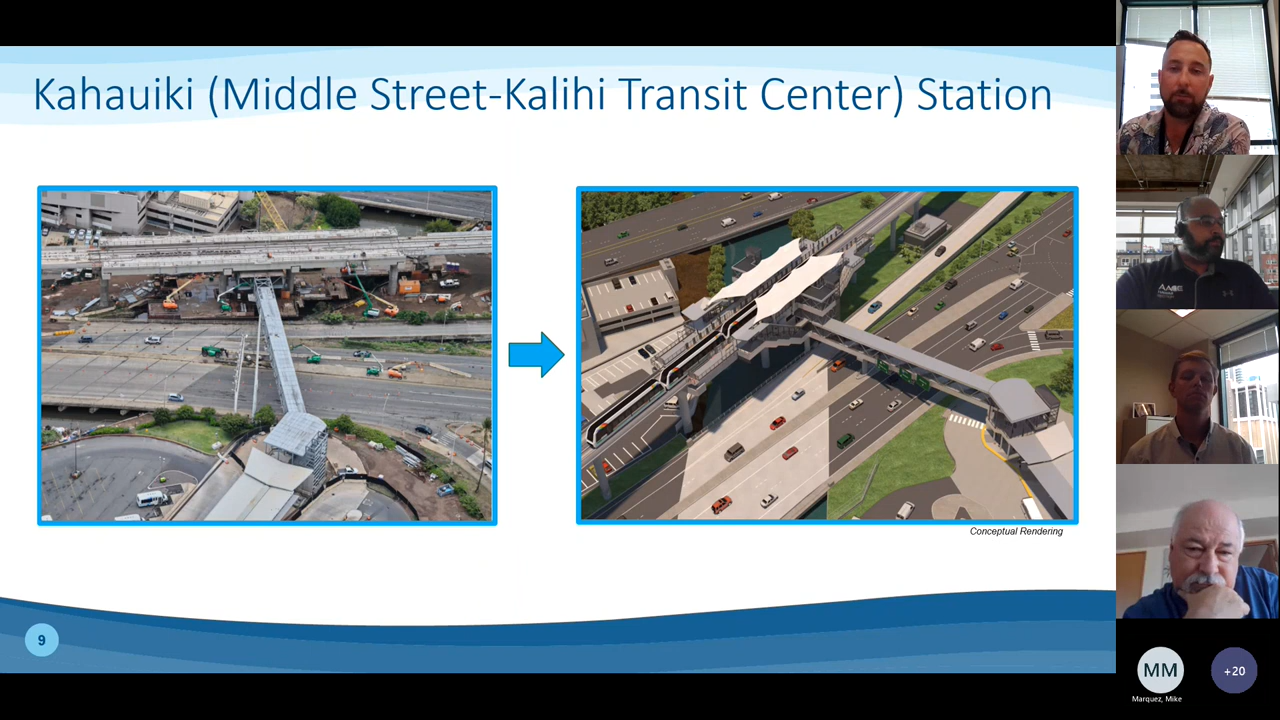 Kahauiki (Middle Street-Kalihi Transit Center) Station
Conceptual Rendering
9
MM
+20
Marquez, Mike